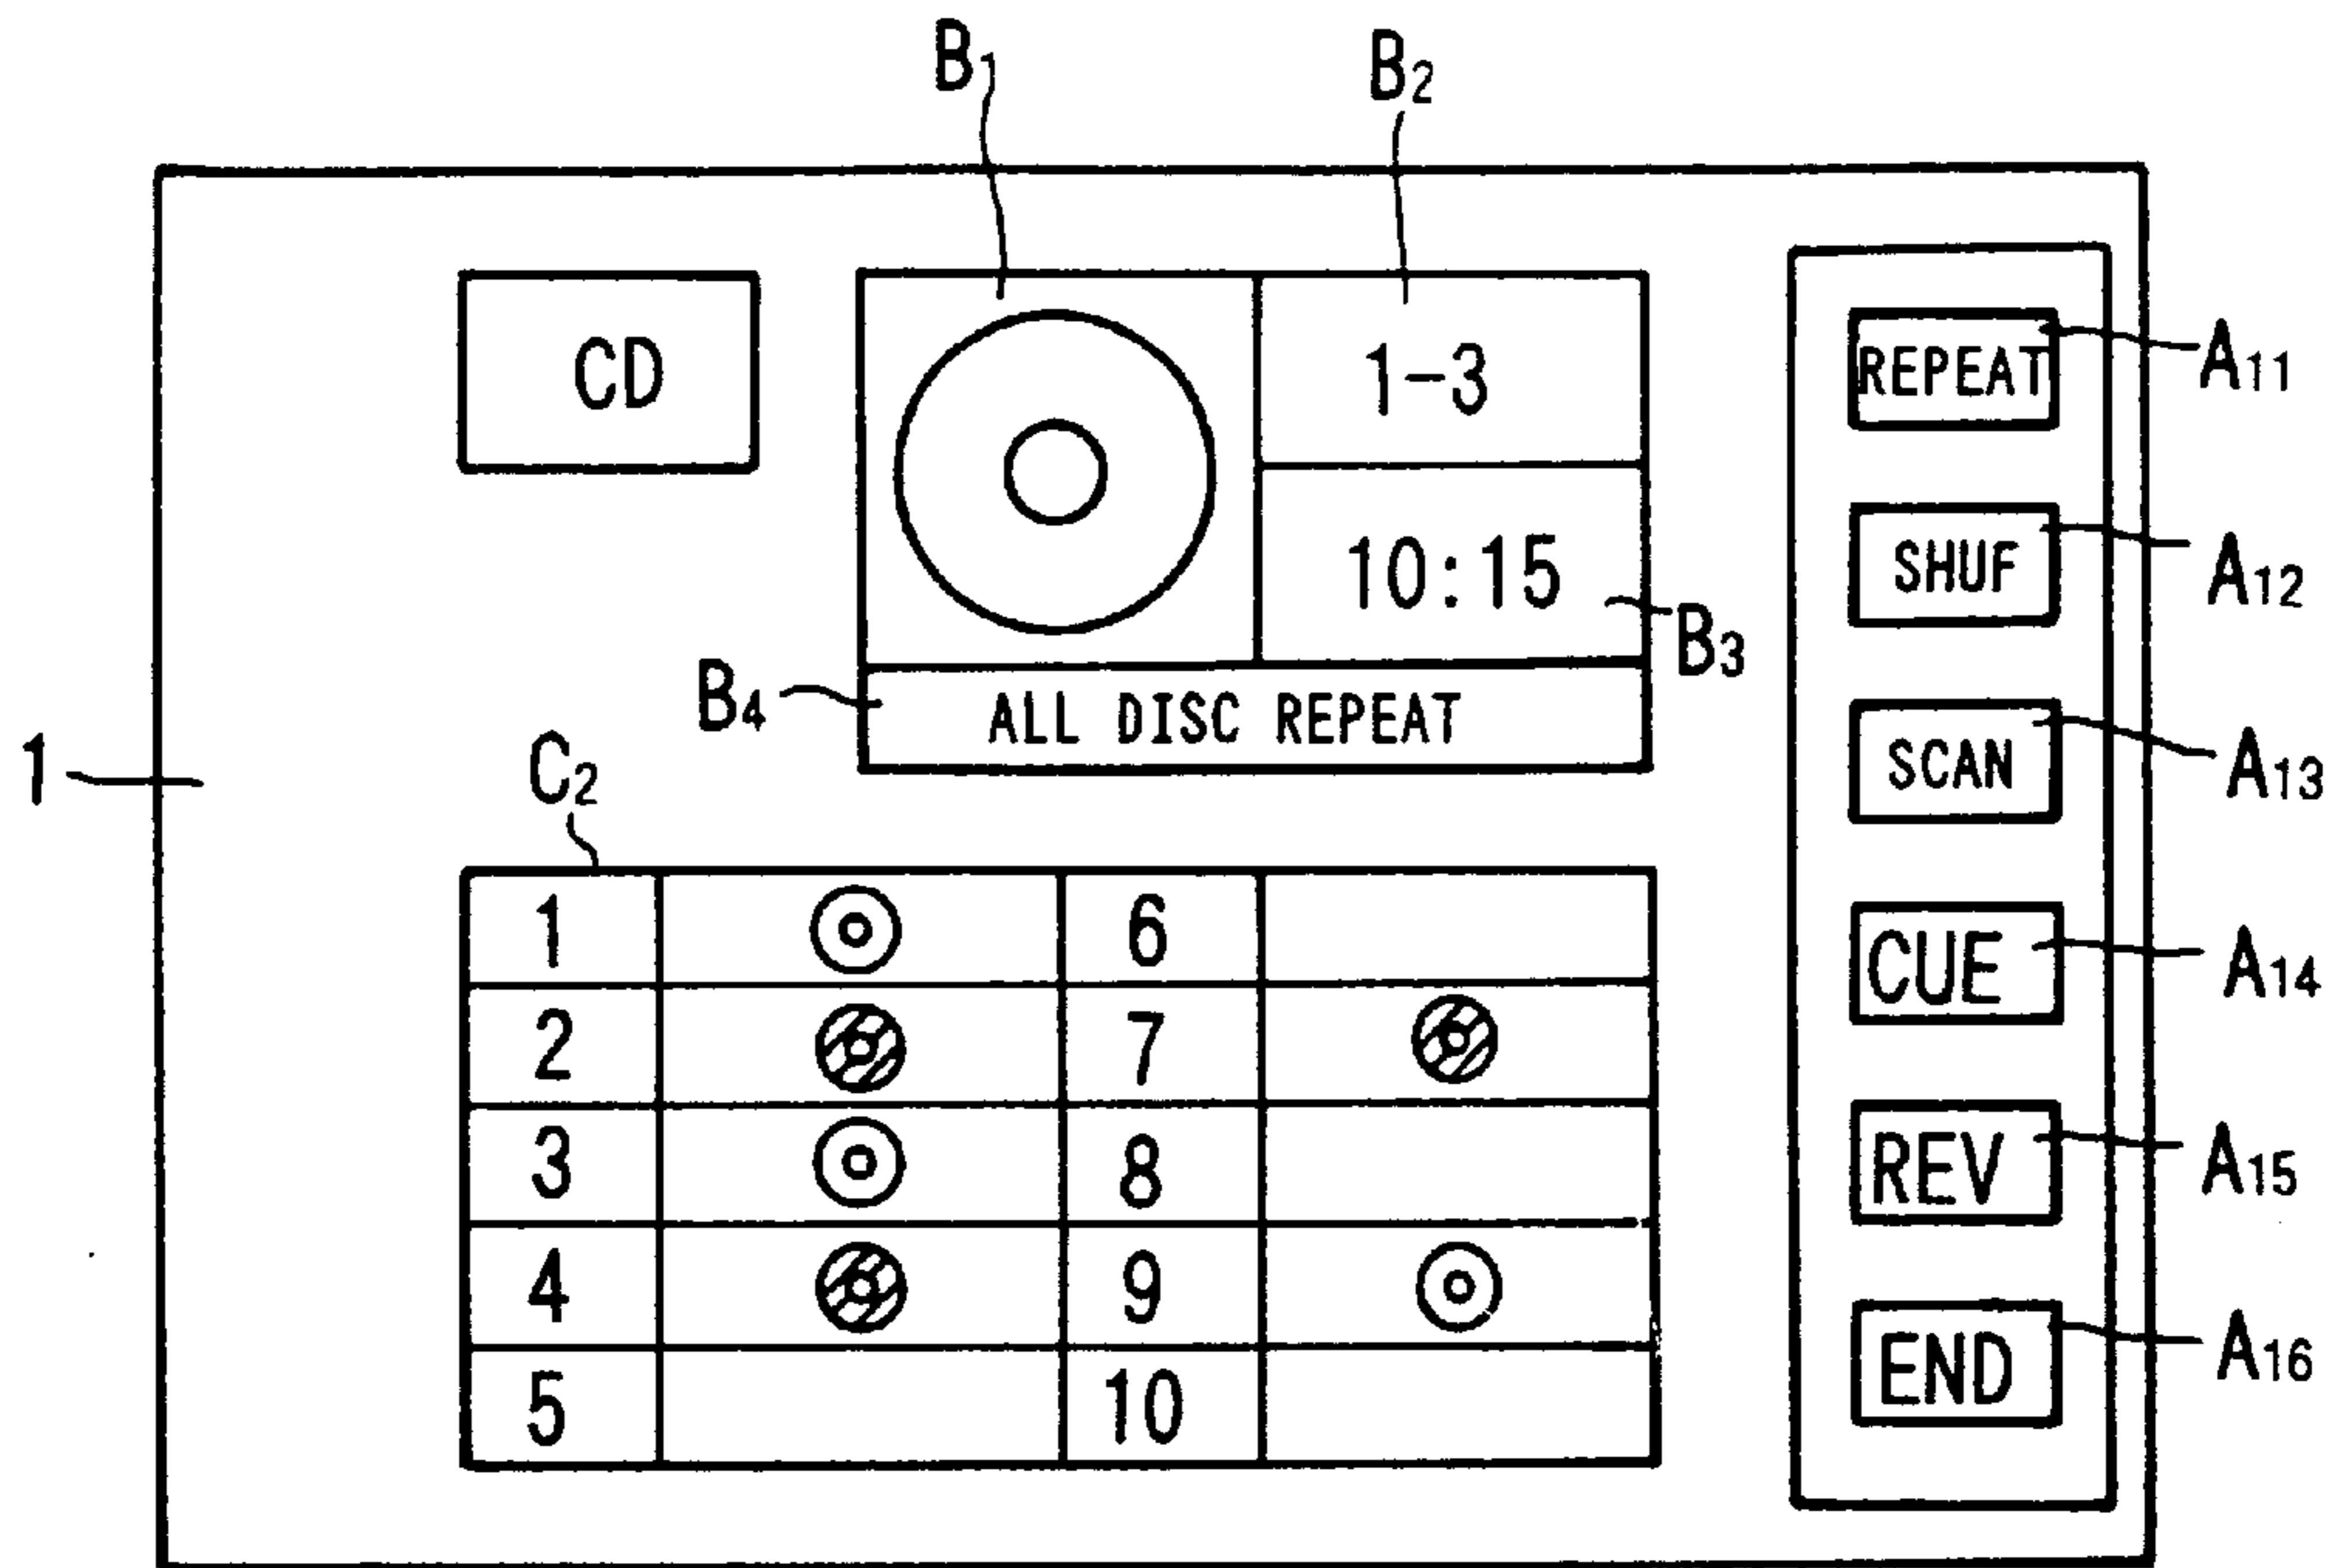 B1 B2
CD 1-3 REPEAT A11
10:15 SHUF A12
B3
B4 ALL DISC REPEAT
1 C2 SCAN A13
1 6 CUE A14
2 7
3 8 REV A15
4 9 END A16
5 10